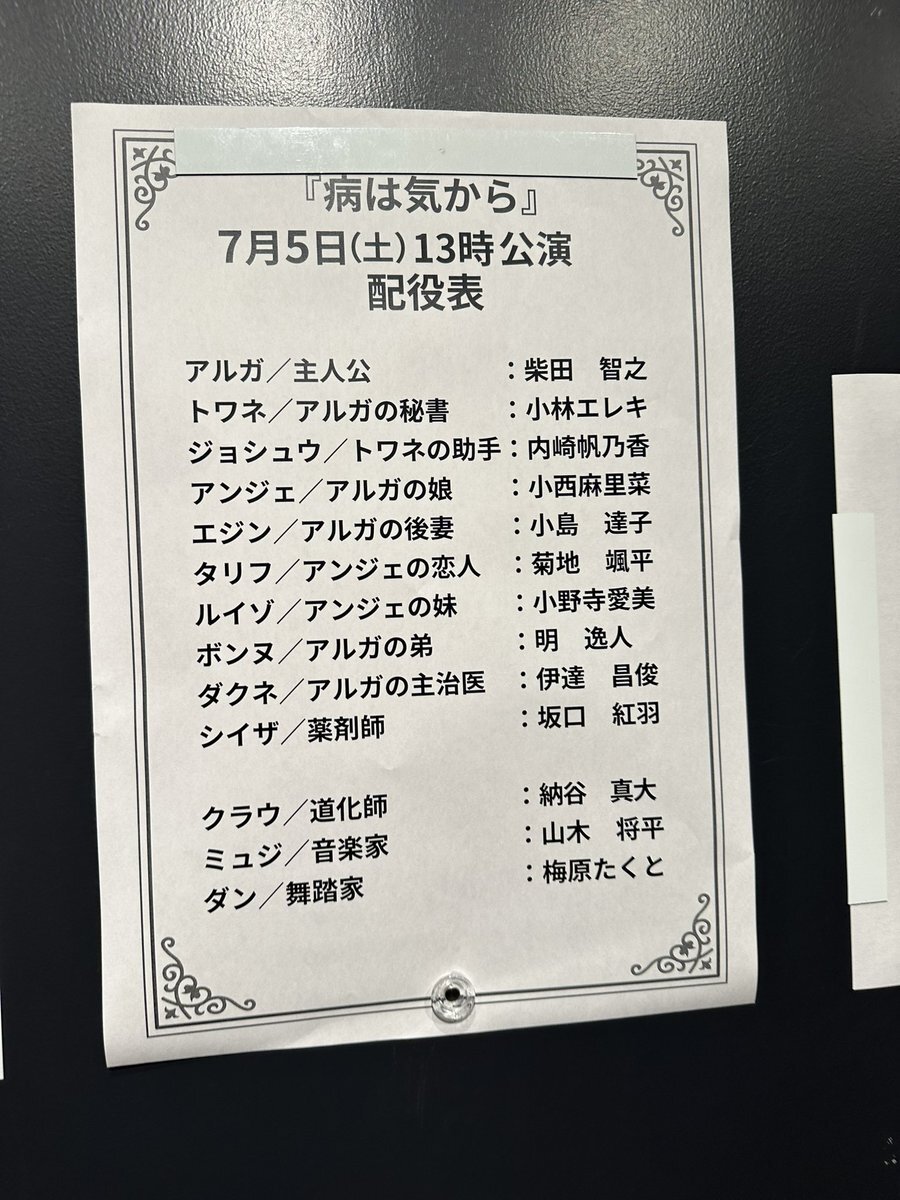 『病は気から』
7月5日(土)13時公演
配役表
アルガ／主人公 ：柴田 智之
トワネ／アルガの秘書 ：小林エレキ
ジョシュウ／トワネの助手：内崎帆乃香
アンジェ／アルガの娘 ：小西麻里菜
エジン／アルガの後妻 ：小島 達子
タリフ／アンジェの恋人 ：菊地 颯平
ルイゾ／アンジェの妹 ：小野寺愛美
ボンヌ／アルガの弟 ：明 逸人
ダクネ／アルガの主治医 ：伊達 昌俊
シイザ／薬剤師 ：坂口 紅羽
クラウ／道化師 ：納谷 真大
ミュジ／音楽家 ：山木 将平
ダン／舞踏家 ：梅原たくと